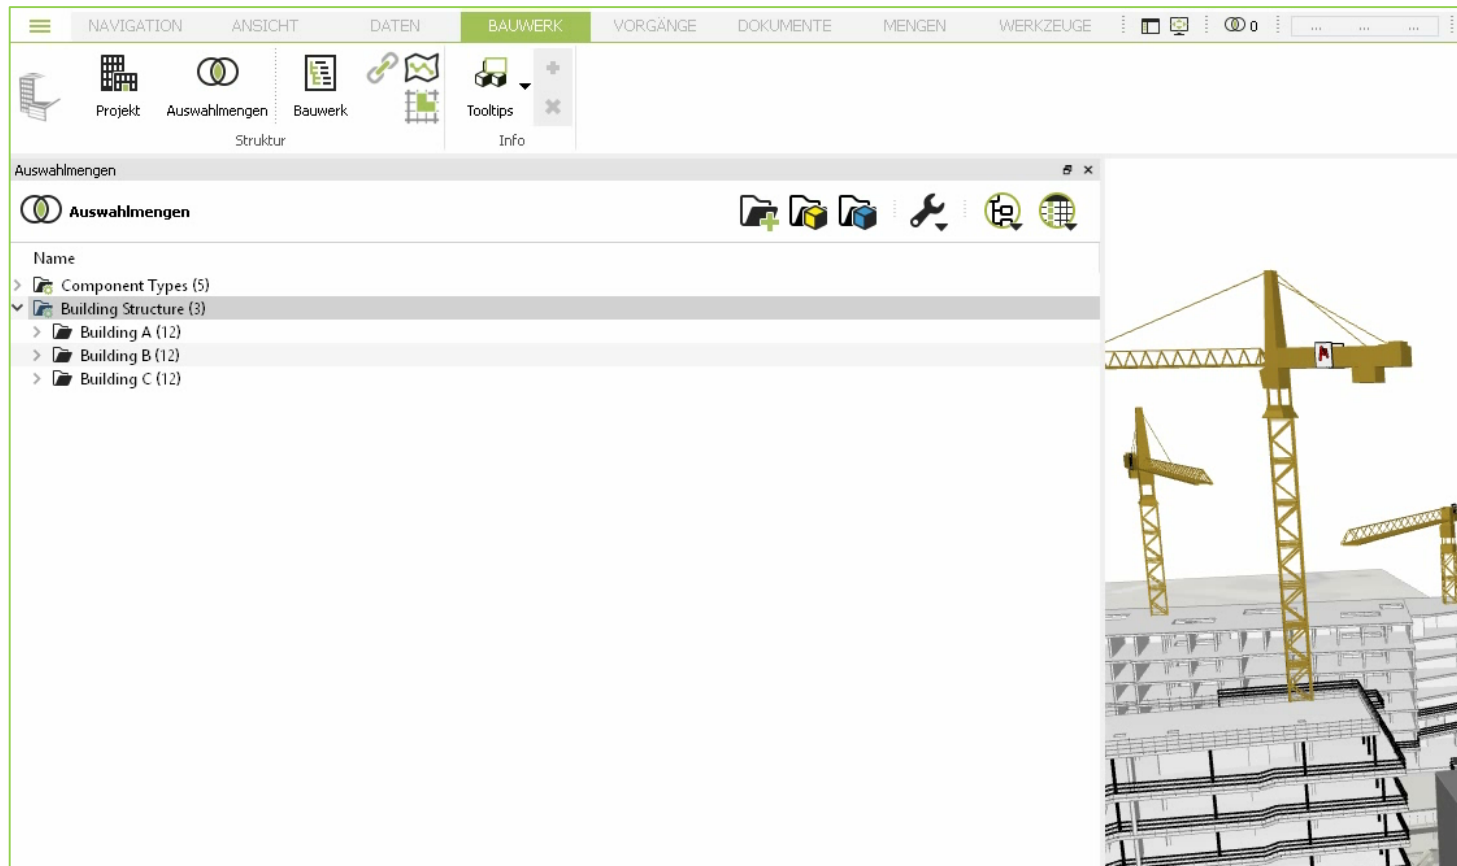 NAVIGATION ANSICHT DATEN BAUWERK VORGÄNGE DOKUMENTE MENGEN WERKZEUGE 0 ... ... ...
Projekt Auswahlmengen Bauwerk Tooltips
Struktur Info
Auswahlmengen
Auswahlmengen
Name
Component Types (5)
Building Structure (3)
Building A (12)
Building B (12)
Building C (12)